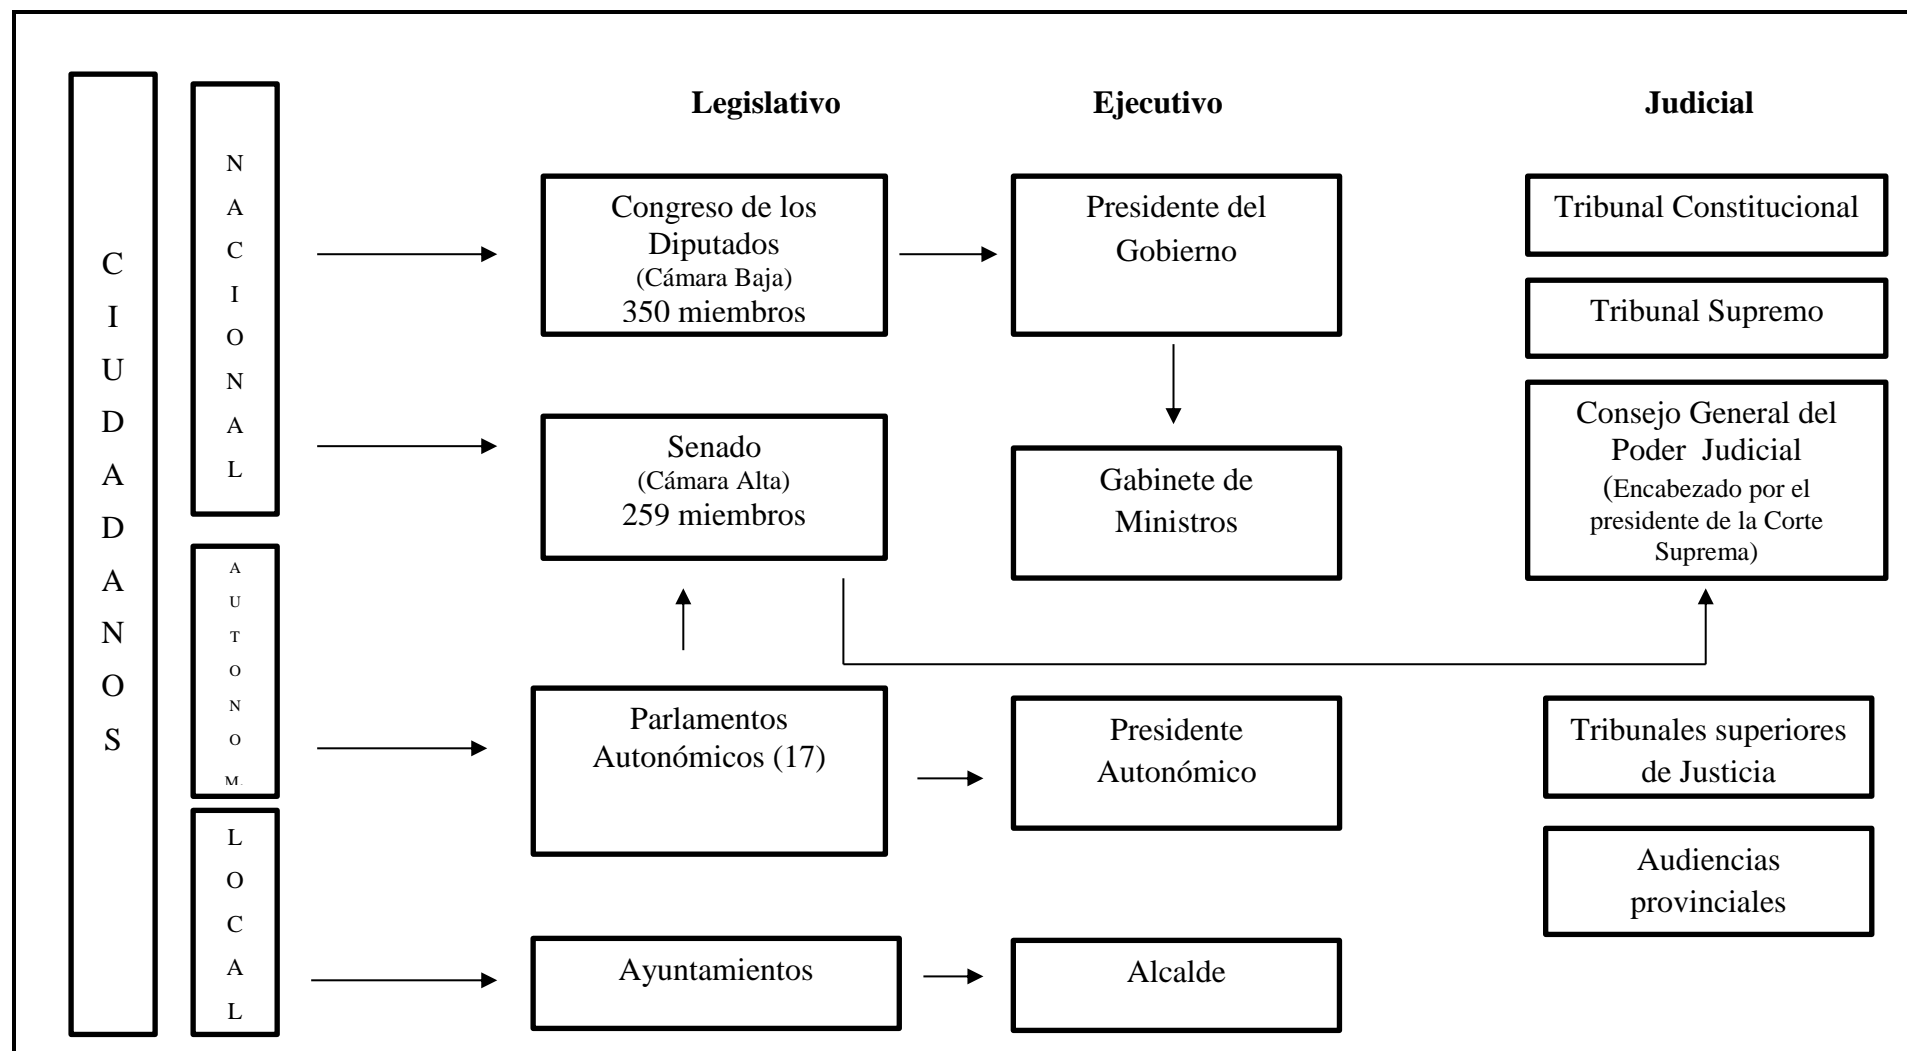 CIUDADANOS
NACIONAL
AUTONOM.
LOCAL
Legislativo
Ejecutivo
Judicial
Congreso de los
Diputados
(Cámara Baja)
350 miembros
Presidente del
Gobierno
Tribunal Constitucional
Tribunal Supremo
Senado
(Cámara Alta)
259 miembros
Gabinete de
Ministros
Consejo General del
Poder Judicial
(Encabezado por el
presidente de la Corte
Suprema)
Parlamentos
Autonómicos (17)
Presidente
Autonómico
Tribunales superiores
de Justicia
Audiencias
provinciales
Ayuntamientos
Alcalde